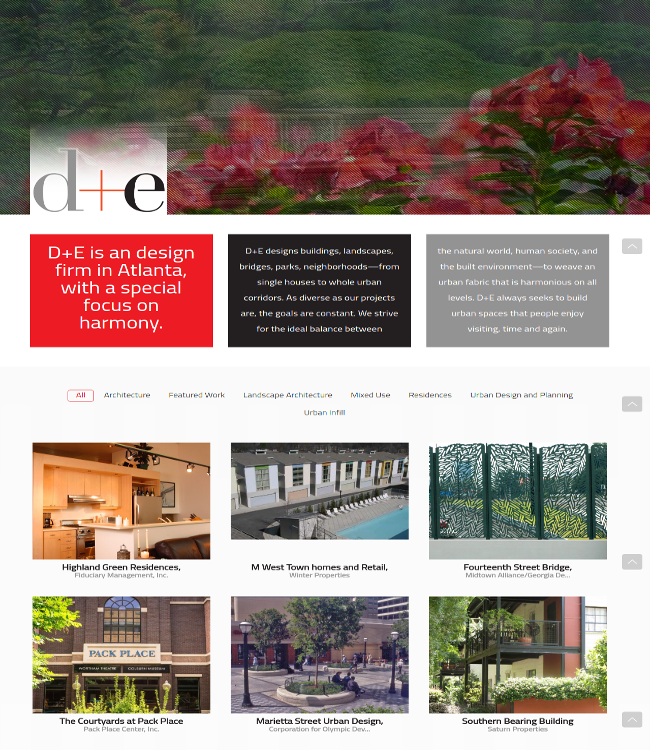 d+e
D+E is an design
firm in Atlanta,
with a special
focus on
harmony.
D+E designs buildings, landscapes,
bridges, parks, neighborhoods—from
single houses to whole urban
corridors. As diverse as our projects
are, the goals are constant. We strive
for the ideal balance between
the natural world, human society, and
the built environment—to weave an
urban fabric that is harmonious on all
levels. D+E always seeks to build
urban spaces that people enjoy
visiting, time and again.
All Architecture Featured Work Landscape Architecture Mixed Use Residences Urban Design and Planning
Urban Infill
Highland Green Residences,
Fiduciary Management, Inc.
M West Town homes and Retail,
Winter Properties
Fourteenth Street Bridge,
Midtown Alliance/Georgia De...
PACK PLACE
The Courtyards at Pack Place
Pack Place Center, Inc.
Marietta Street Urban Design,
Corporation for Olympic Dev...
Southern Bearing Building
Saturn Properties